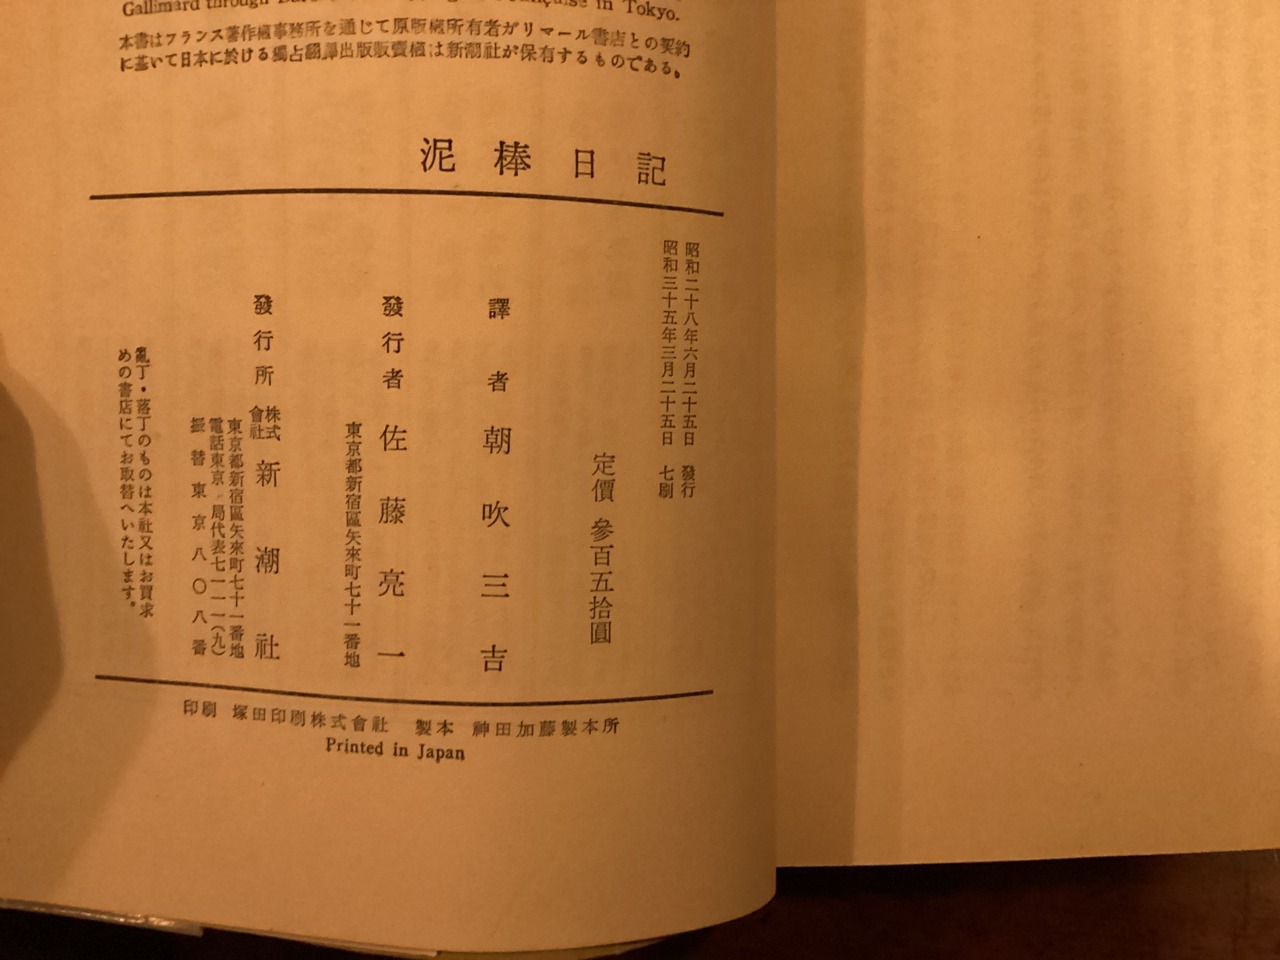 Gallimard through in Tokyo.
本書はフランス著作權事務所を通じて原版權所有者ガリマール書店との契約
に基いて日本に於ける獨占飜譯出版販賣權は新潮社が保有するものである。
泥棒日記
昭和二十八年六月二十五日 發行
昭和三十五年三月二十五日 七刷
定價 參百五拾圓
譯者 朝吹三吉
發行者 佐藤亮一
東京都新宿區矢來町七十一番地
發行所 株式會社 新潮社
東京都新宿區矢來町七十一番地
電話東京 局代表七一一一(九)
振替東京八〇八番
亂丁・落丁のものは本社又はお買求
めの書店にてお取替へいたします。
印刷 塚田印刷株式會社 製本 神田加藤製本所
Printed in Japan